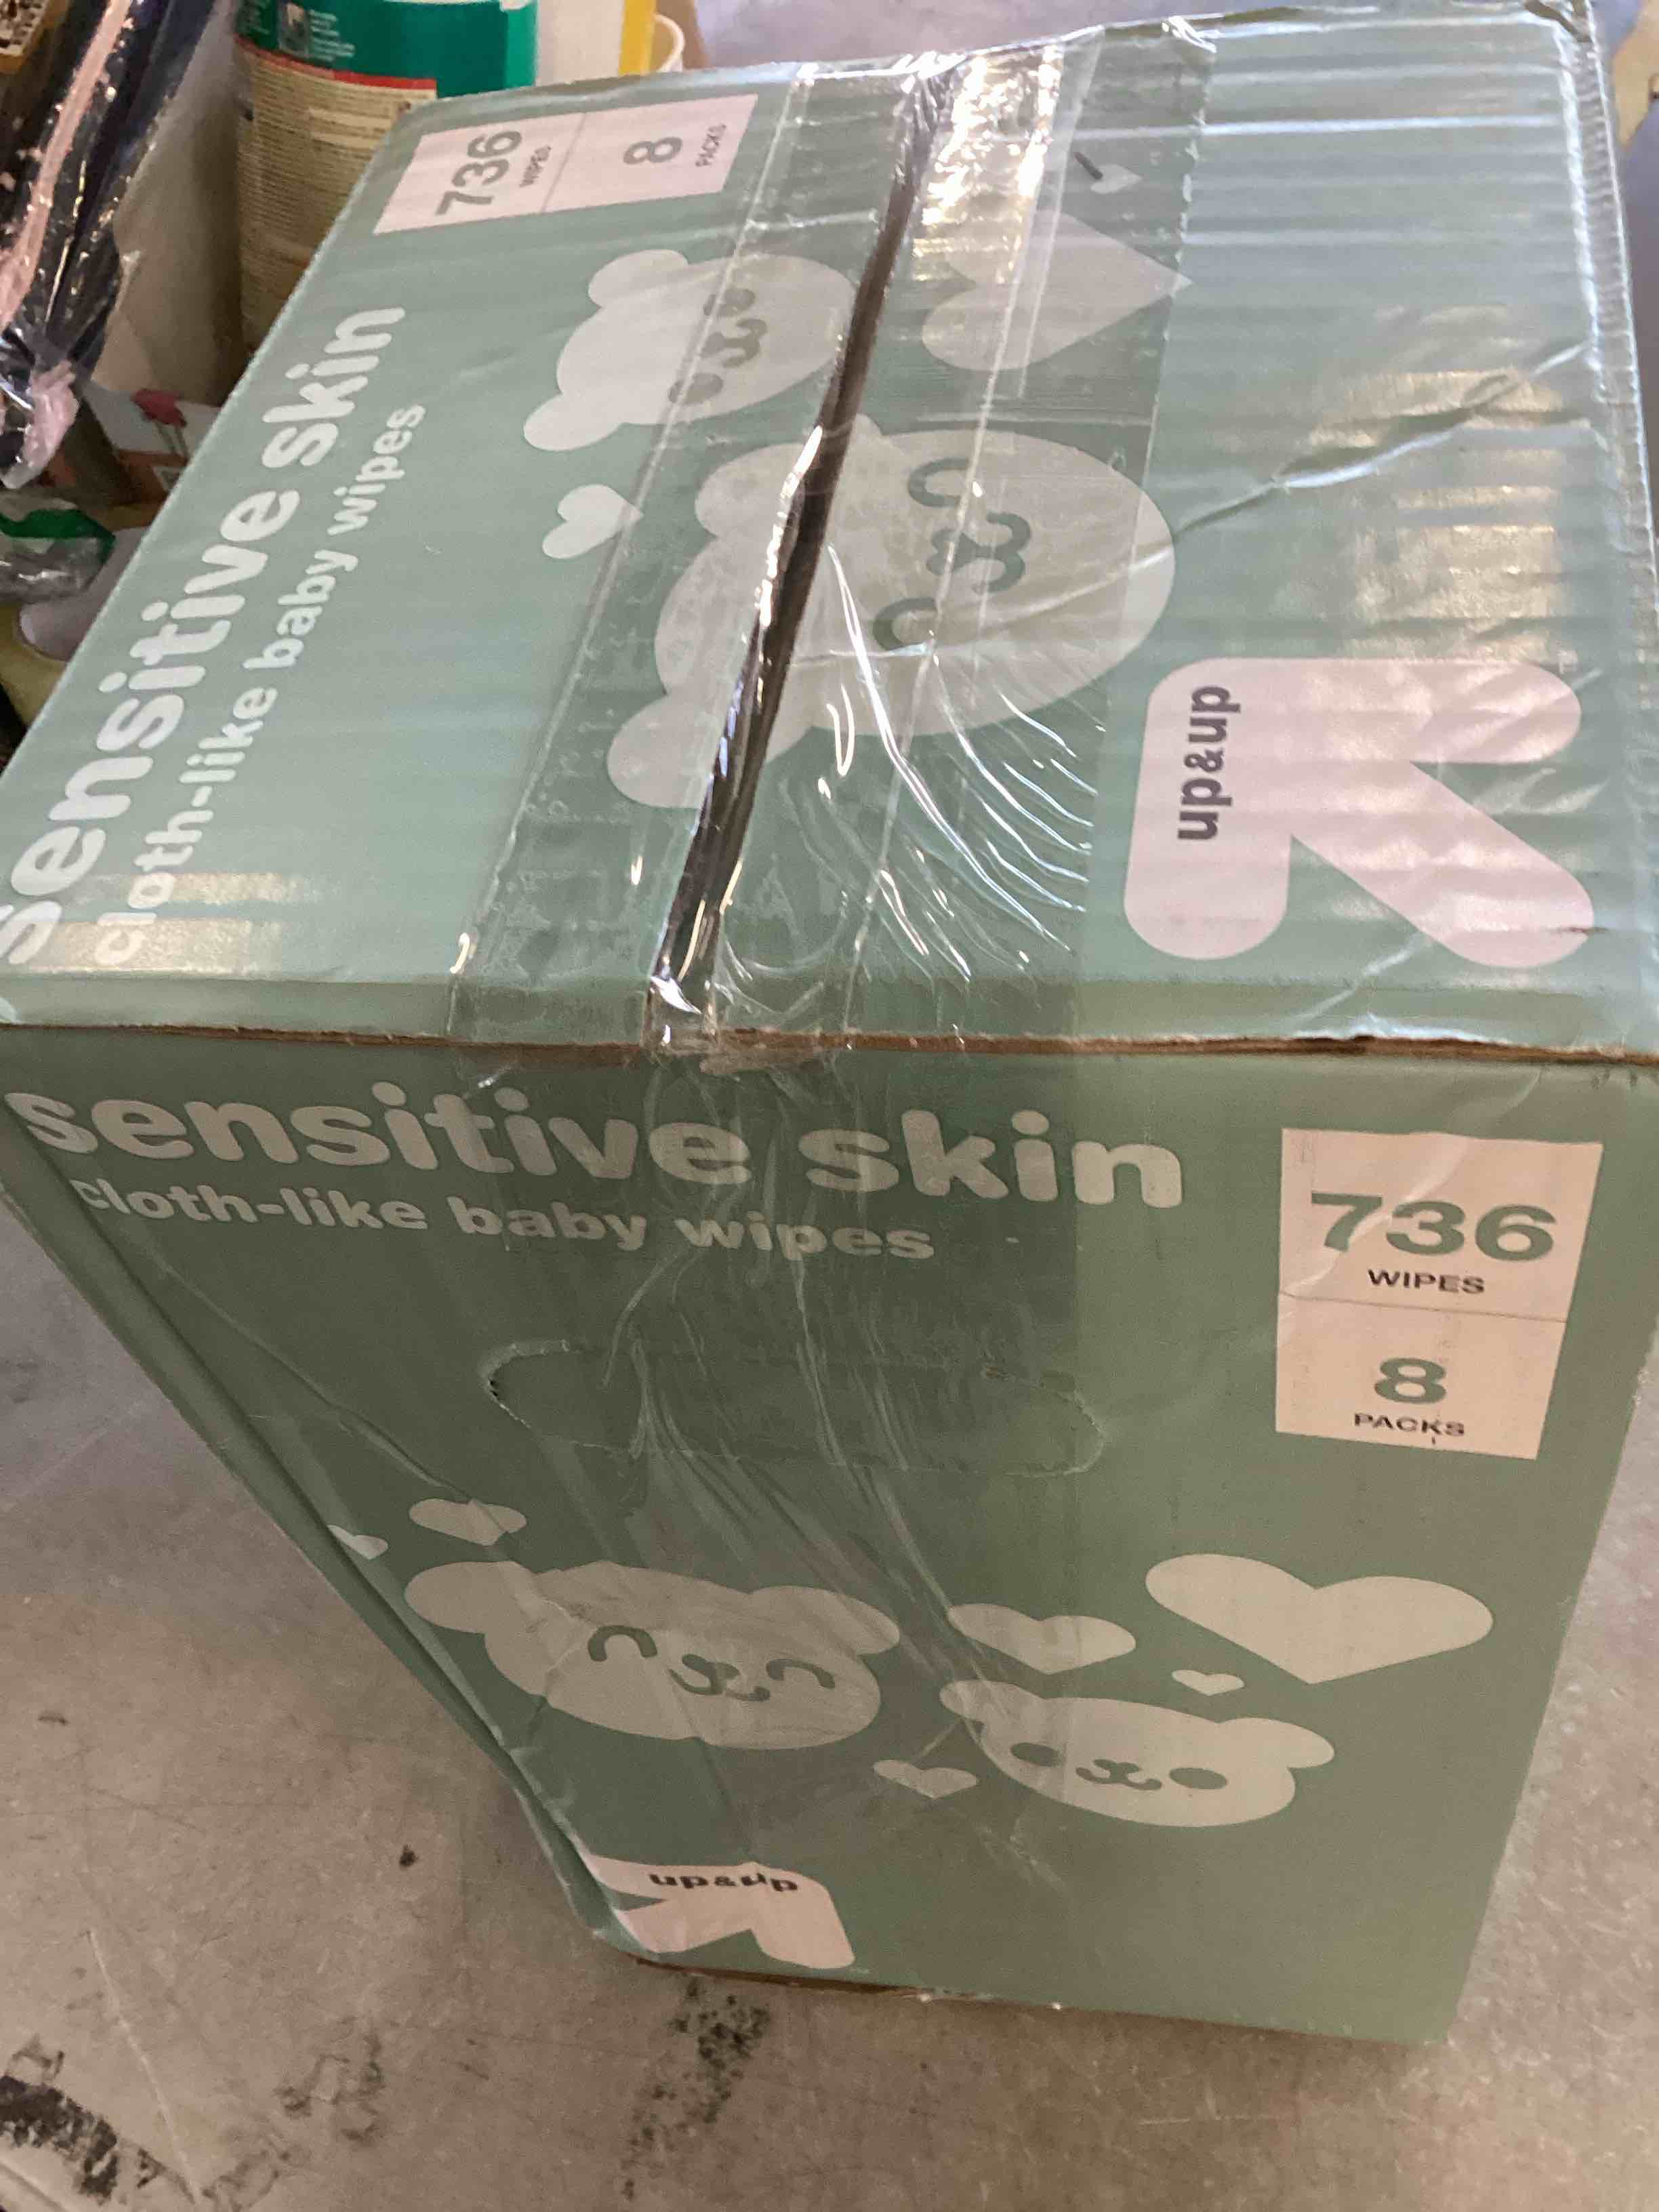 736
WIPES
8
PACKS
sensitive skin
cloth-like baby wipes
up&up
sensitive skin
cloth-like baby wipes
736
WIPES
8
PACKS
up&up